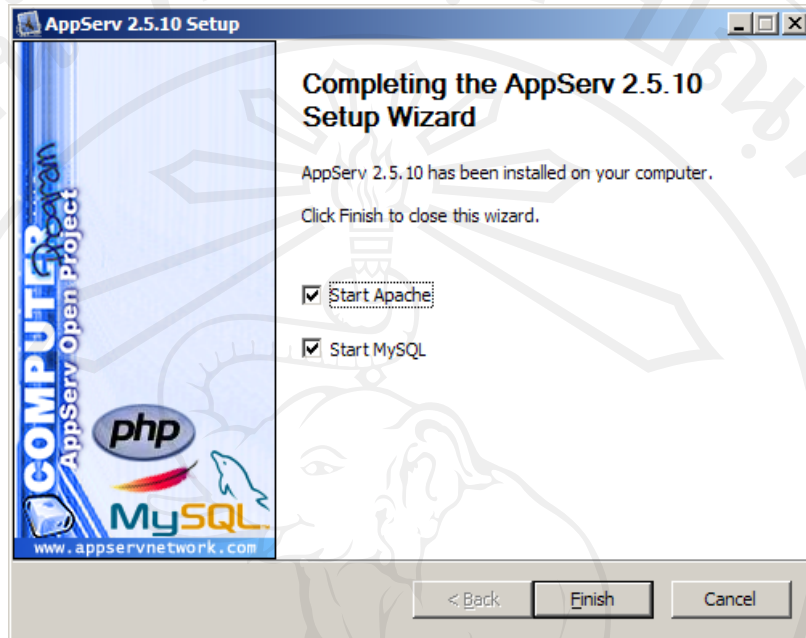 AppServ 2.5.10 Setup
Completing the AppServ 2.5.10
Setup Wizard
AppServ 2.5.10 has been installed on your computer.
Click Finish to close this wizard.
Start Apache
Start MySQL
COMPUTER
Program
AppServ Open Project
php
MySQL
www.appservnetwork.com
< Back
Finish
Cancel